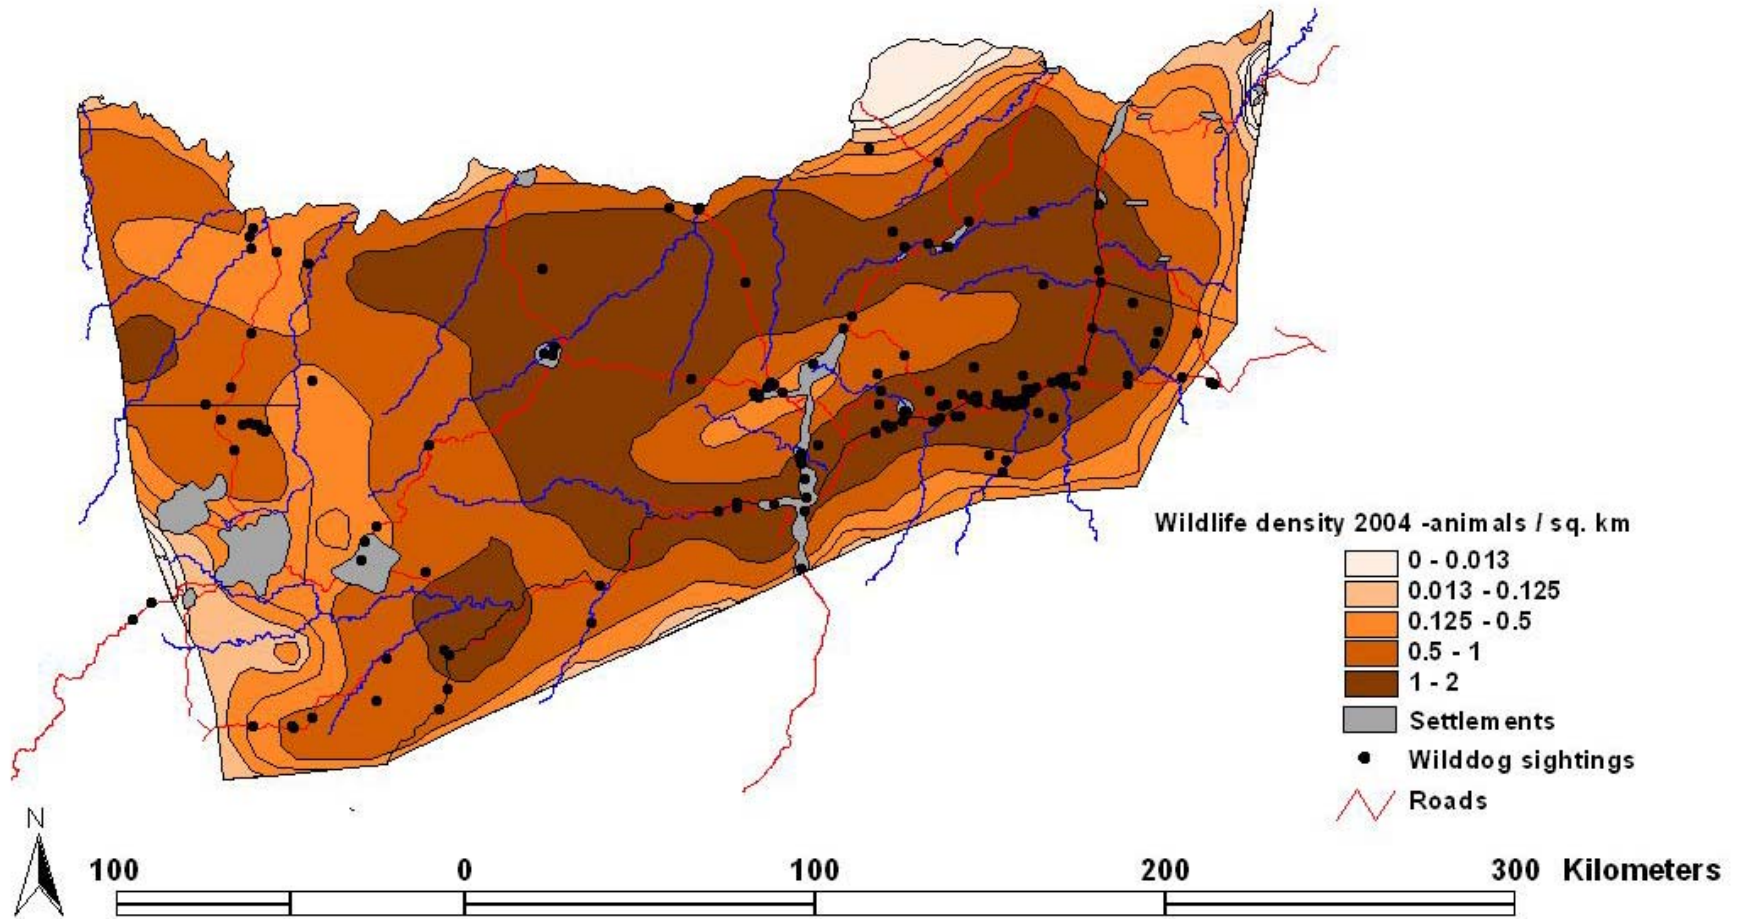 Wildlife density 2004 -animals / sq. km
0 - 0.013
0.013 - 0.125
0.125 - 0.5
0.5 - 1
1 - 2
Settlements
Wilddog sightings
Roads
N
100 0 100 200 300 Kilometers